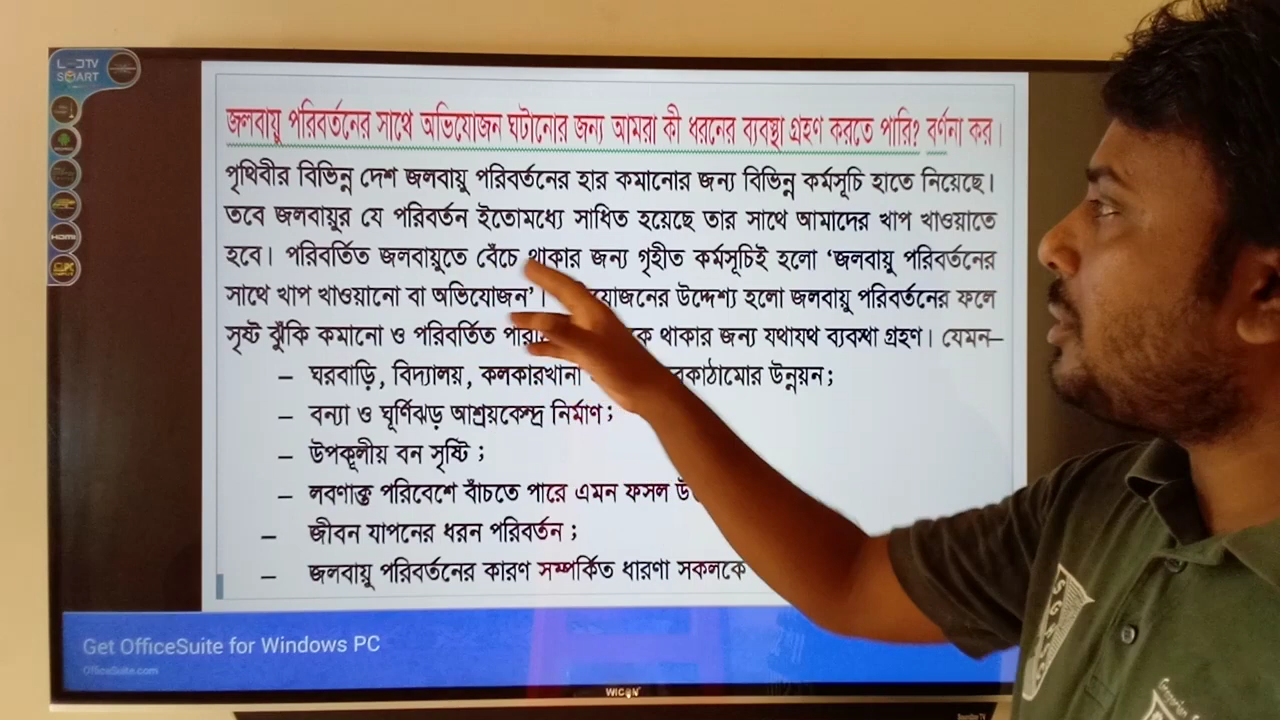 L DTV
SMART
জলবায়ু পরিবর্তনের সাথে অভিযোজন ঘটানোর জন্য আমরা কী ধরনের ব্যবস্থা গ্রহণ করতে পারি? বর্ণনা কর।
পৃথিবীর বিভিন্ন দেশ জলবায়ু পরিবর্তনের হার কমানোর জন্য বিভিন্ন কর্মসূচি হাতে নিয়েছে।
তবে জলবায়ুর যে পরিবর্তন ইতোমধ্যে সাধিত হয়েছে তার সাথে আমাদের খাপ খাওয়াতে
হবে। পরিবর্তিত জলবায়ুতে বেঁচে থাকার জন্য গৃহীত কর্মসূচিই হলো ‘জলবায়ু পরিবর্তনের
সাথে খাপ খাওয়ানো বা অভিযোজন’। উদ্দেশ্য হলো জলবায়ু পরিবর্তনের ফলে
সৃষ্ট ঝুঁকি কমানো ও পরিবর্তিত থাকার জন্য যথাযথ ব্যবস্থা গ্রহণ। যেমন–
– ঘরবাড়ি, বিদ্যালয়, কলকারখানা উন্নয়ন;
– বন্যা ও ঘূর্ণিঝড় আশ্রয়কেন্দ্র নির্মাণ;
– উপকূলীয় বন সৃষ্টি ;
– লবণাক্ত পরিবেশে বাঁচতে পারে এমন ফসল
– জীবন যাপনের ধরন পরিবর্তন ;
– জলবায়ু পরিবর্তনের কারণ সম্পর্কিত ধারণা সকলকে
Get OfficeSuite for Windows PC
OfficeSuite.com
WICON